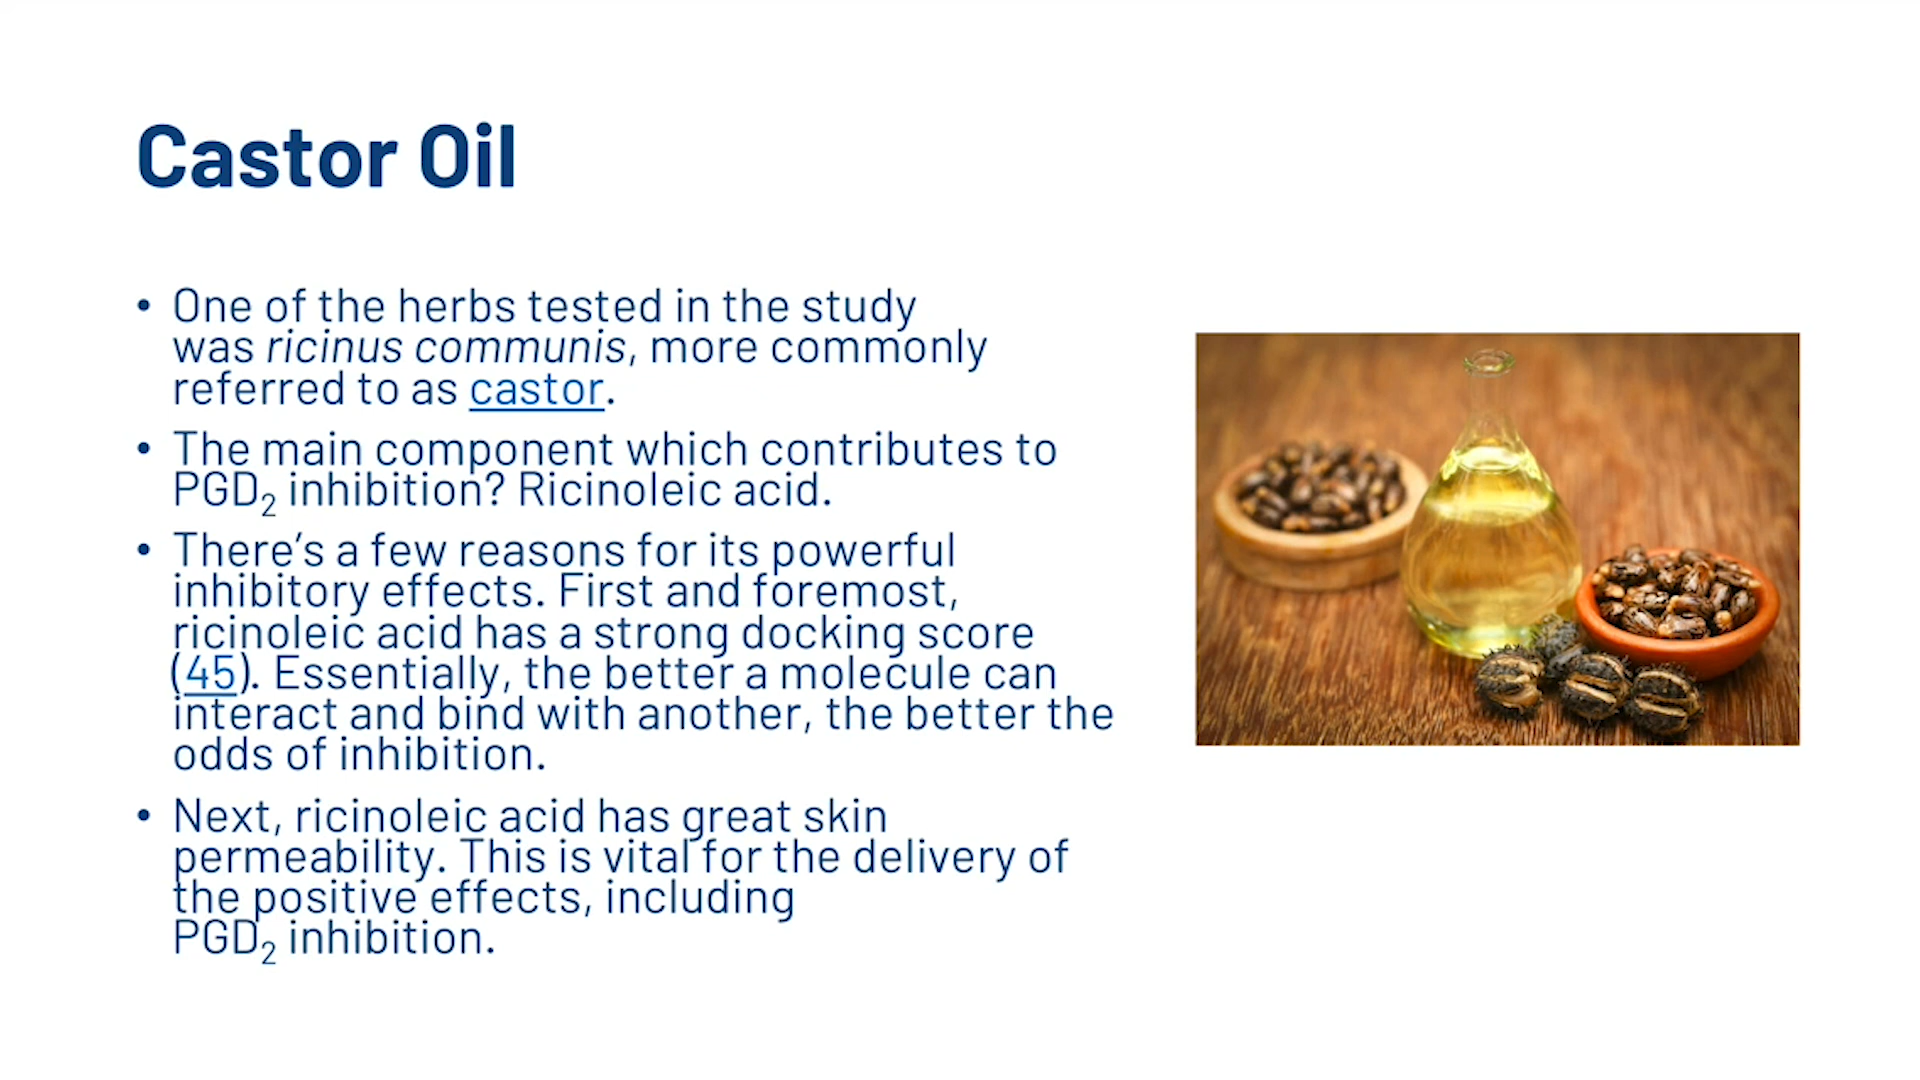 Castor Oil
• One of the herbs tested in the study
was ricinus communis, more commonly
referred to as castor.
• The main component which contributes to
PGD₂ inhibition? Ricinoleic acid.
• There's a few reasons for its powerful
inhibitory effects. First and foremost,
ricinoleic acid has a strong docking score
(45). Essentially, the better a molecule can
interact and bind with another, the better the
odds of inhibition.
• Next, ricinoleic acid has great skin
permeability. This is vital for the delivery of
the positive effects, including
PGD₂ inhibition.